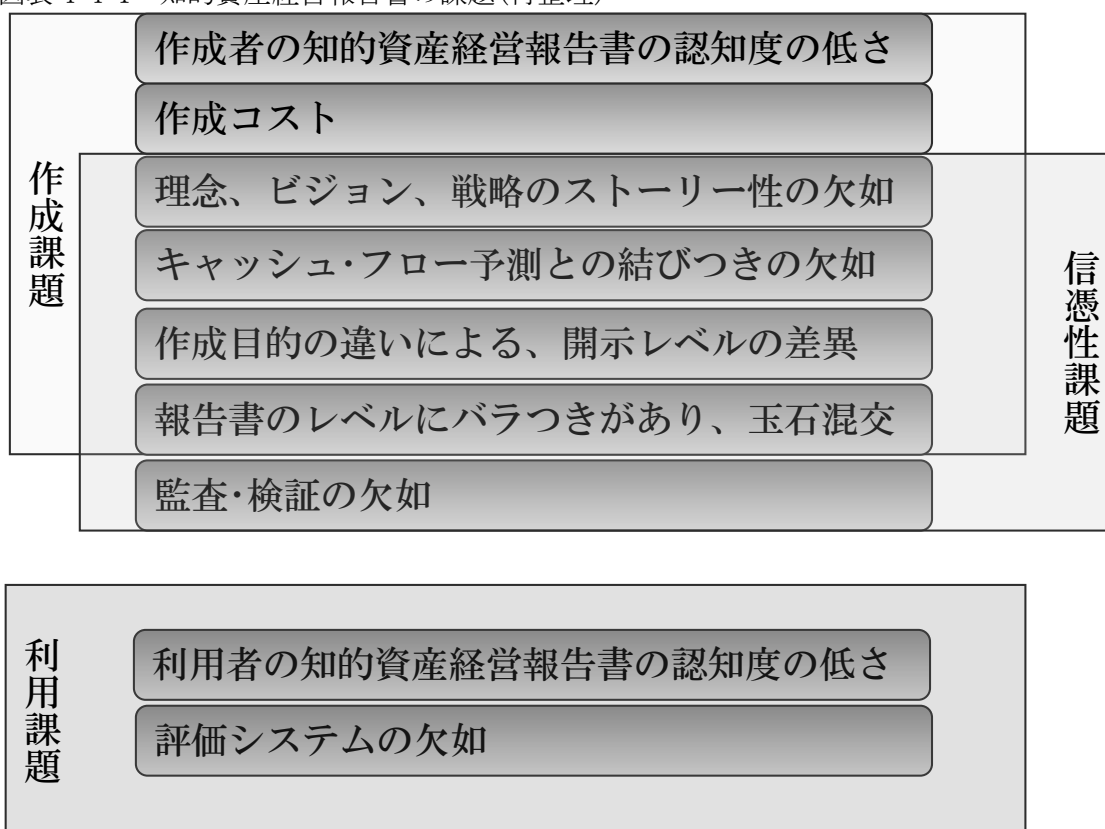 作成者の知的資産経営報告書の認知度の低さ
作成コスト
作成課題
理念、ビジョン、戦略のストーリー性の欠如
キャッシュ･フロー予測との結びつきの欠如
作成目的の違いによる、開示レベルの差異
報告書のレベルにバラつきがあり、玉石混交
監査･検証の欠如
信憑性課題
利用課題
利用者の知的資産経営報告書の認知度の低さ
評価システムの欠如